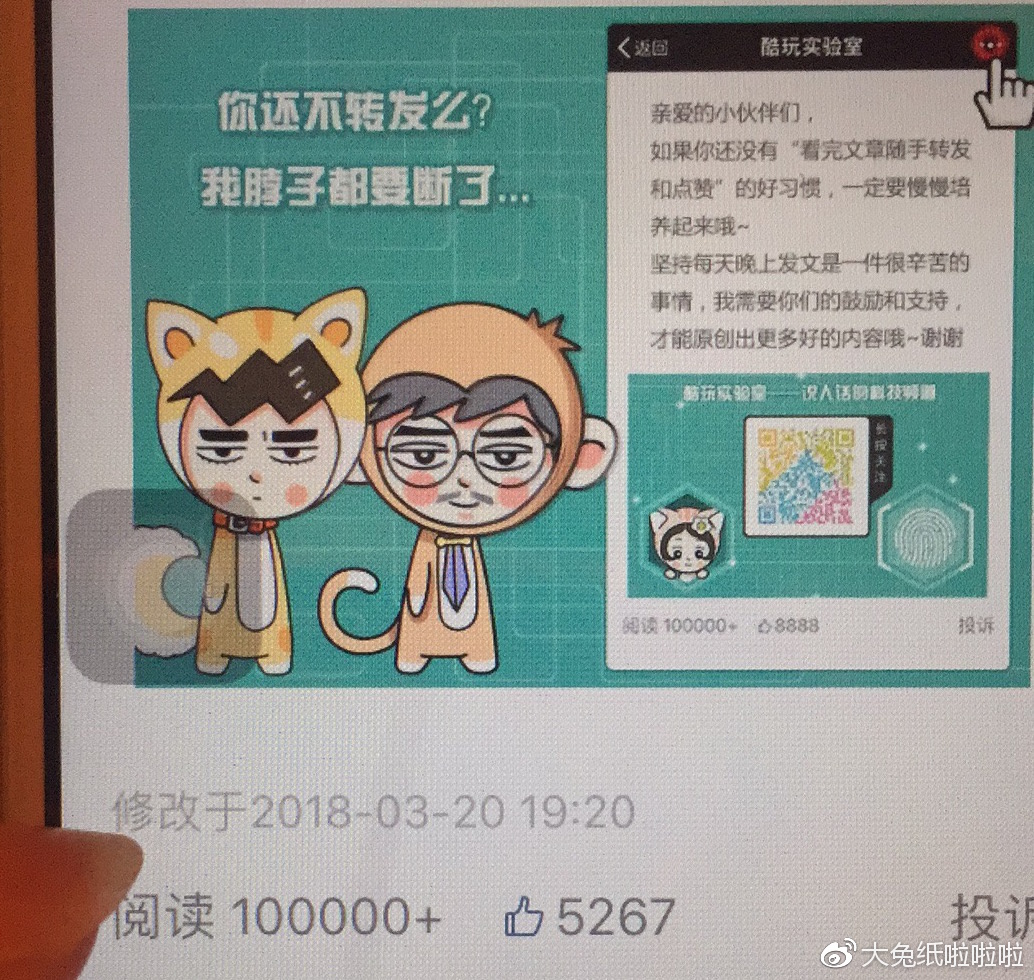 你还不转发么?
我脖子都要断了...
返回
酷玩实验室
亲爱的小伙伴们，
如果你还没有“看完文章随手转发
和点赞”的好习惯，一定要慢慢培
养起来哦~
坚持每天晚上发文是一件很辛苦的
事情，我需要你们的鼓励和支持，
才能原创出更多好的内容哦~谢谢
酷玩实验室——说人话的科技频道
长按关注
阅读 100000+ 8888 投诉
修改于2018-03-20 19:20
阅读 100000+ 5267 投诉
大兔纸啦啦啦